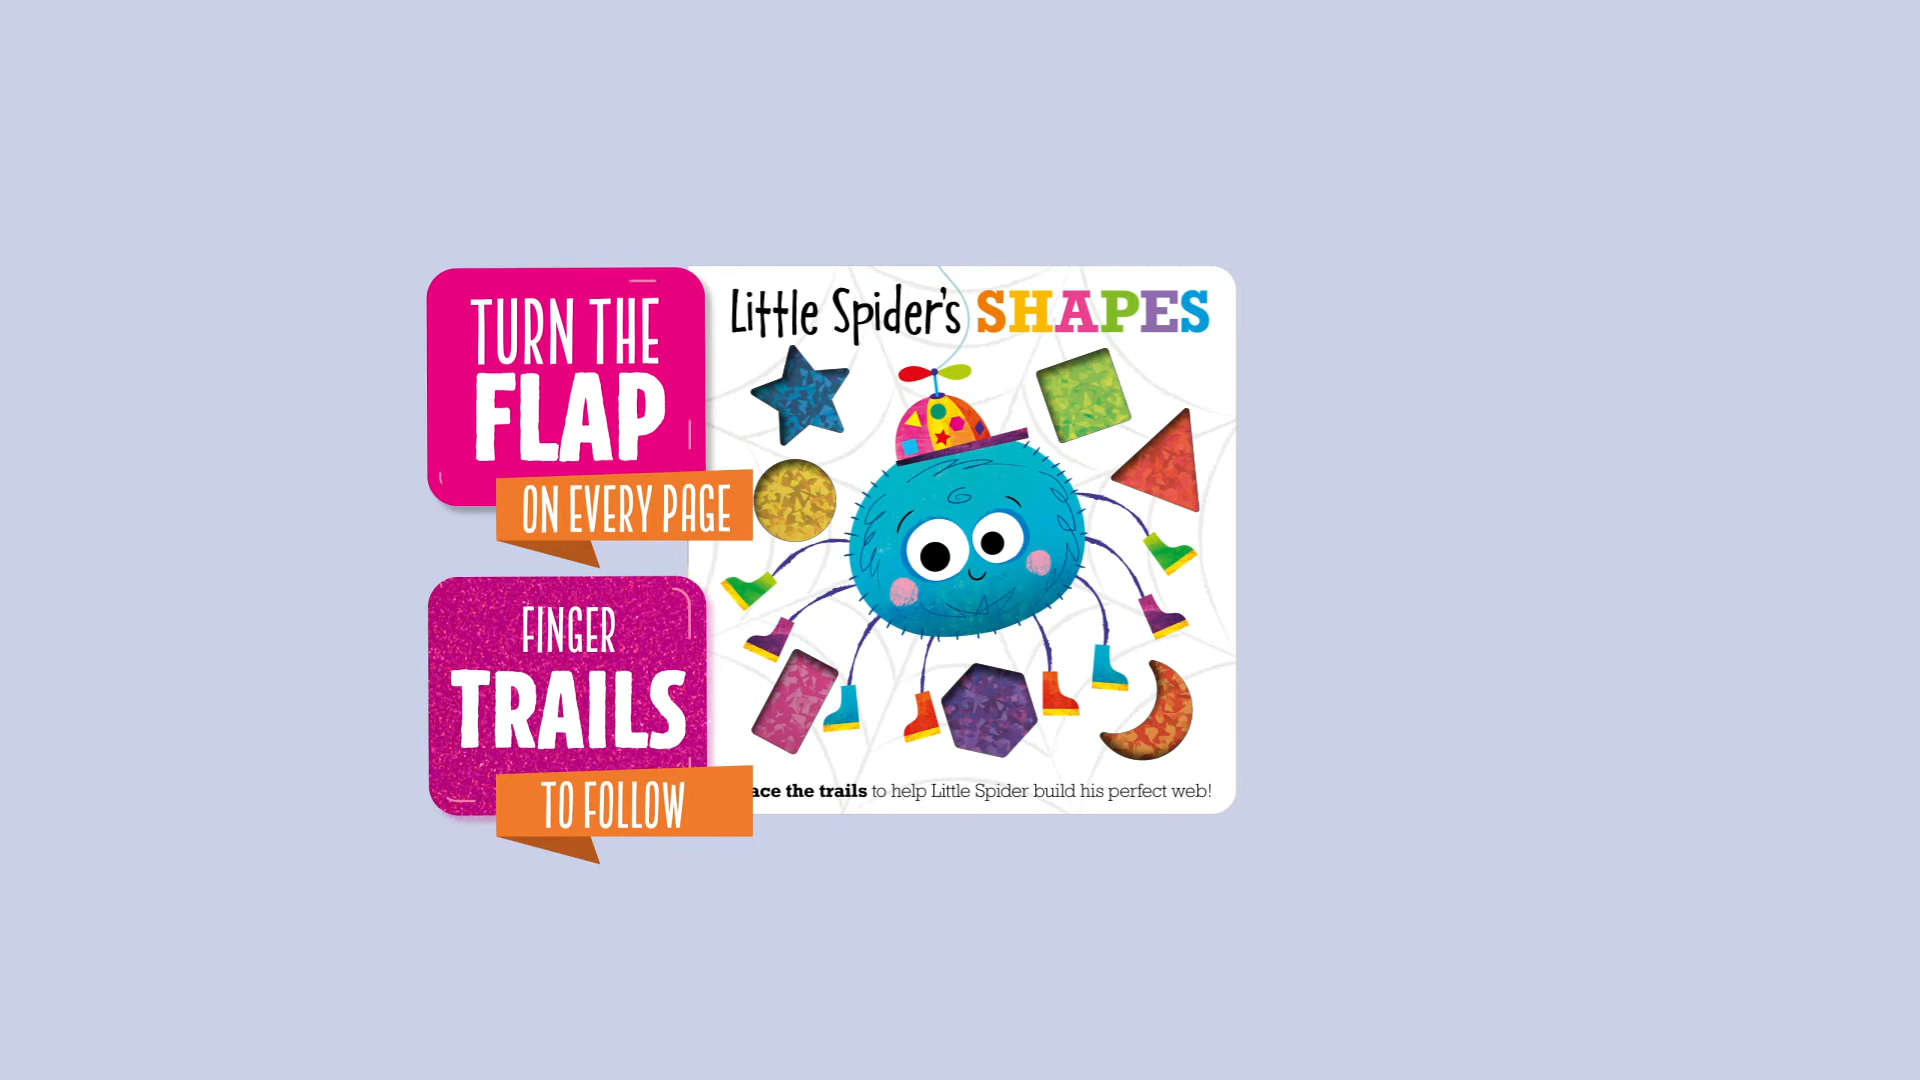 TURN THE
FLAP
ON EVERY PAGE
FINGER
TRAILS
TO FOLLOW
Little Spider's SHAPES
the trails to help Little Spider build his perfect web!